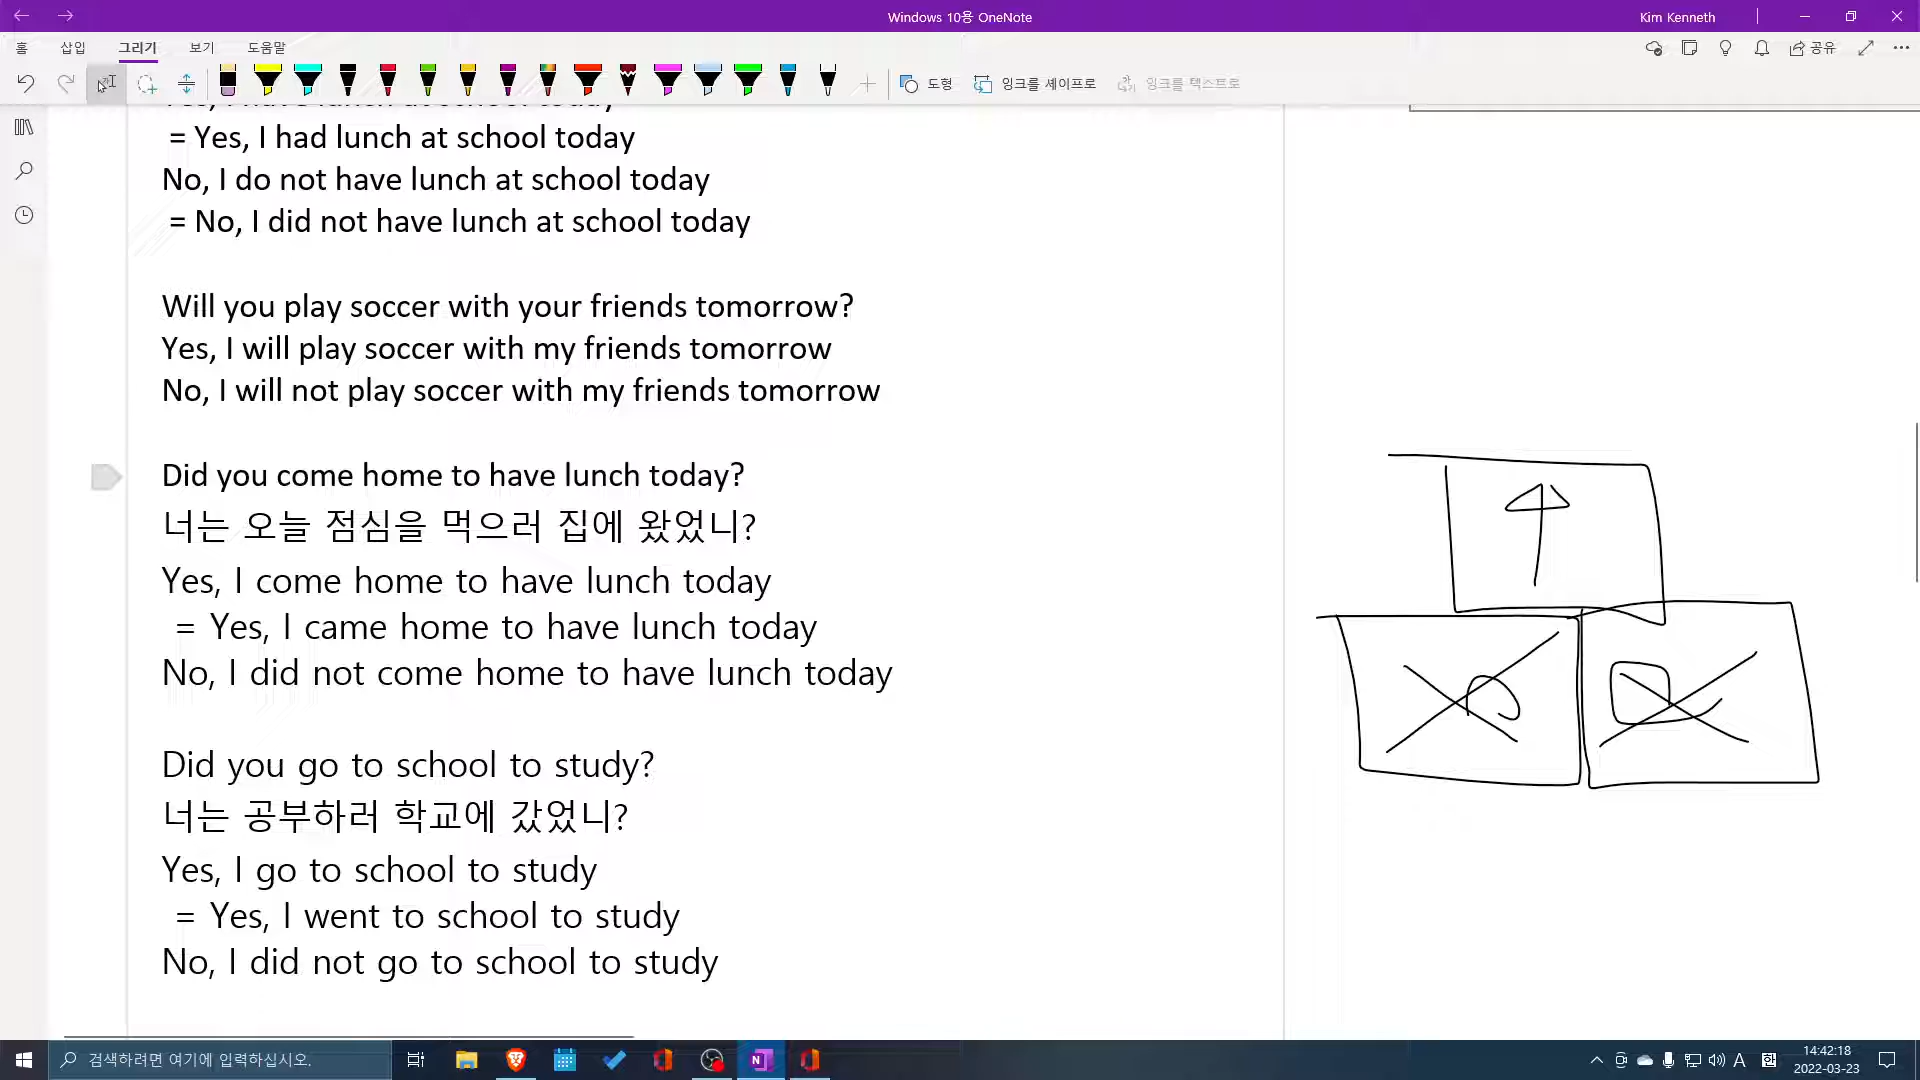 Windows 10용 OneNote
Kim Kenneth
홈 삽입 그리기 보기 도움말
공유
도형 잉크를 셰이프로 잉크를 텍스트로
Yes, I have lunch at school today
= Yes, I had lunch at school today
No, I do not have lunch at school today
= No, I did not have lunch at school today
Will you play soccer with your friends tomorrow?
Yes, I will play soccer with my friends tomorrow
No, I will not play soccer with my friends tomorrow
Did you come home to have lunch today?
너는 오늘 점심을 먹으러 집에 왔었니?
Yes, I come home to have lunch today
= Yes, I came home to have lunch today
No, I did not come home to have lunch today
Did you go to school to study?
너는 공부하러 학교에 갔었니?
Yes, I go to school to study
= Yes, I went to school to study
No, I did not go to school to study
검색하려면 여기에 입력하십시오.
A 한
14:42:18
2022-03-23